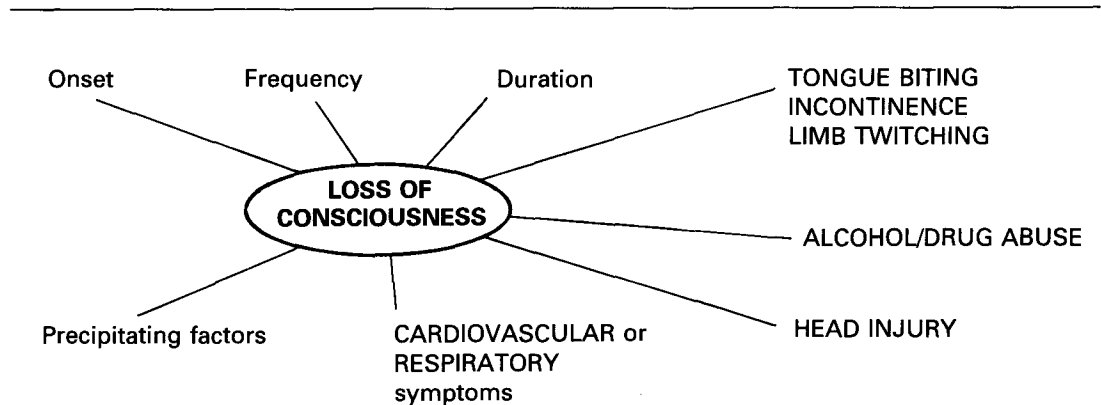 Onset
Frequency
Duration
TONGUE BITING
INCONTINENCE
LIMB TWITCHING
LOSS OF
CONSCIOUSNESS
ALCOHOL/DRUG ABUSE
Precipitating factors
CARDIOVASCULAR or
RESPIRATORY
symptoms
HEAD INJURY